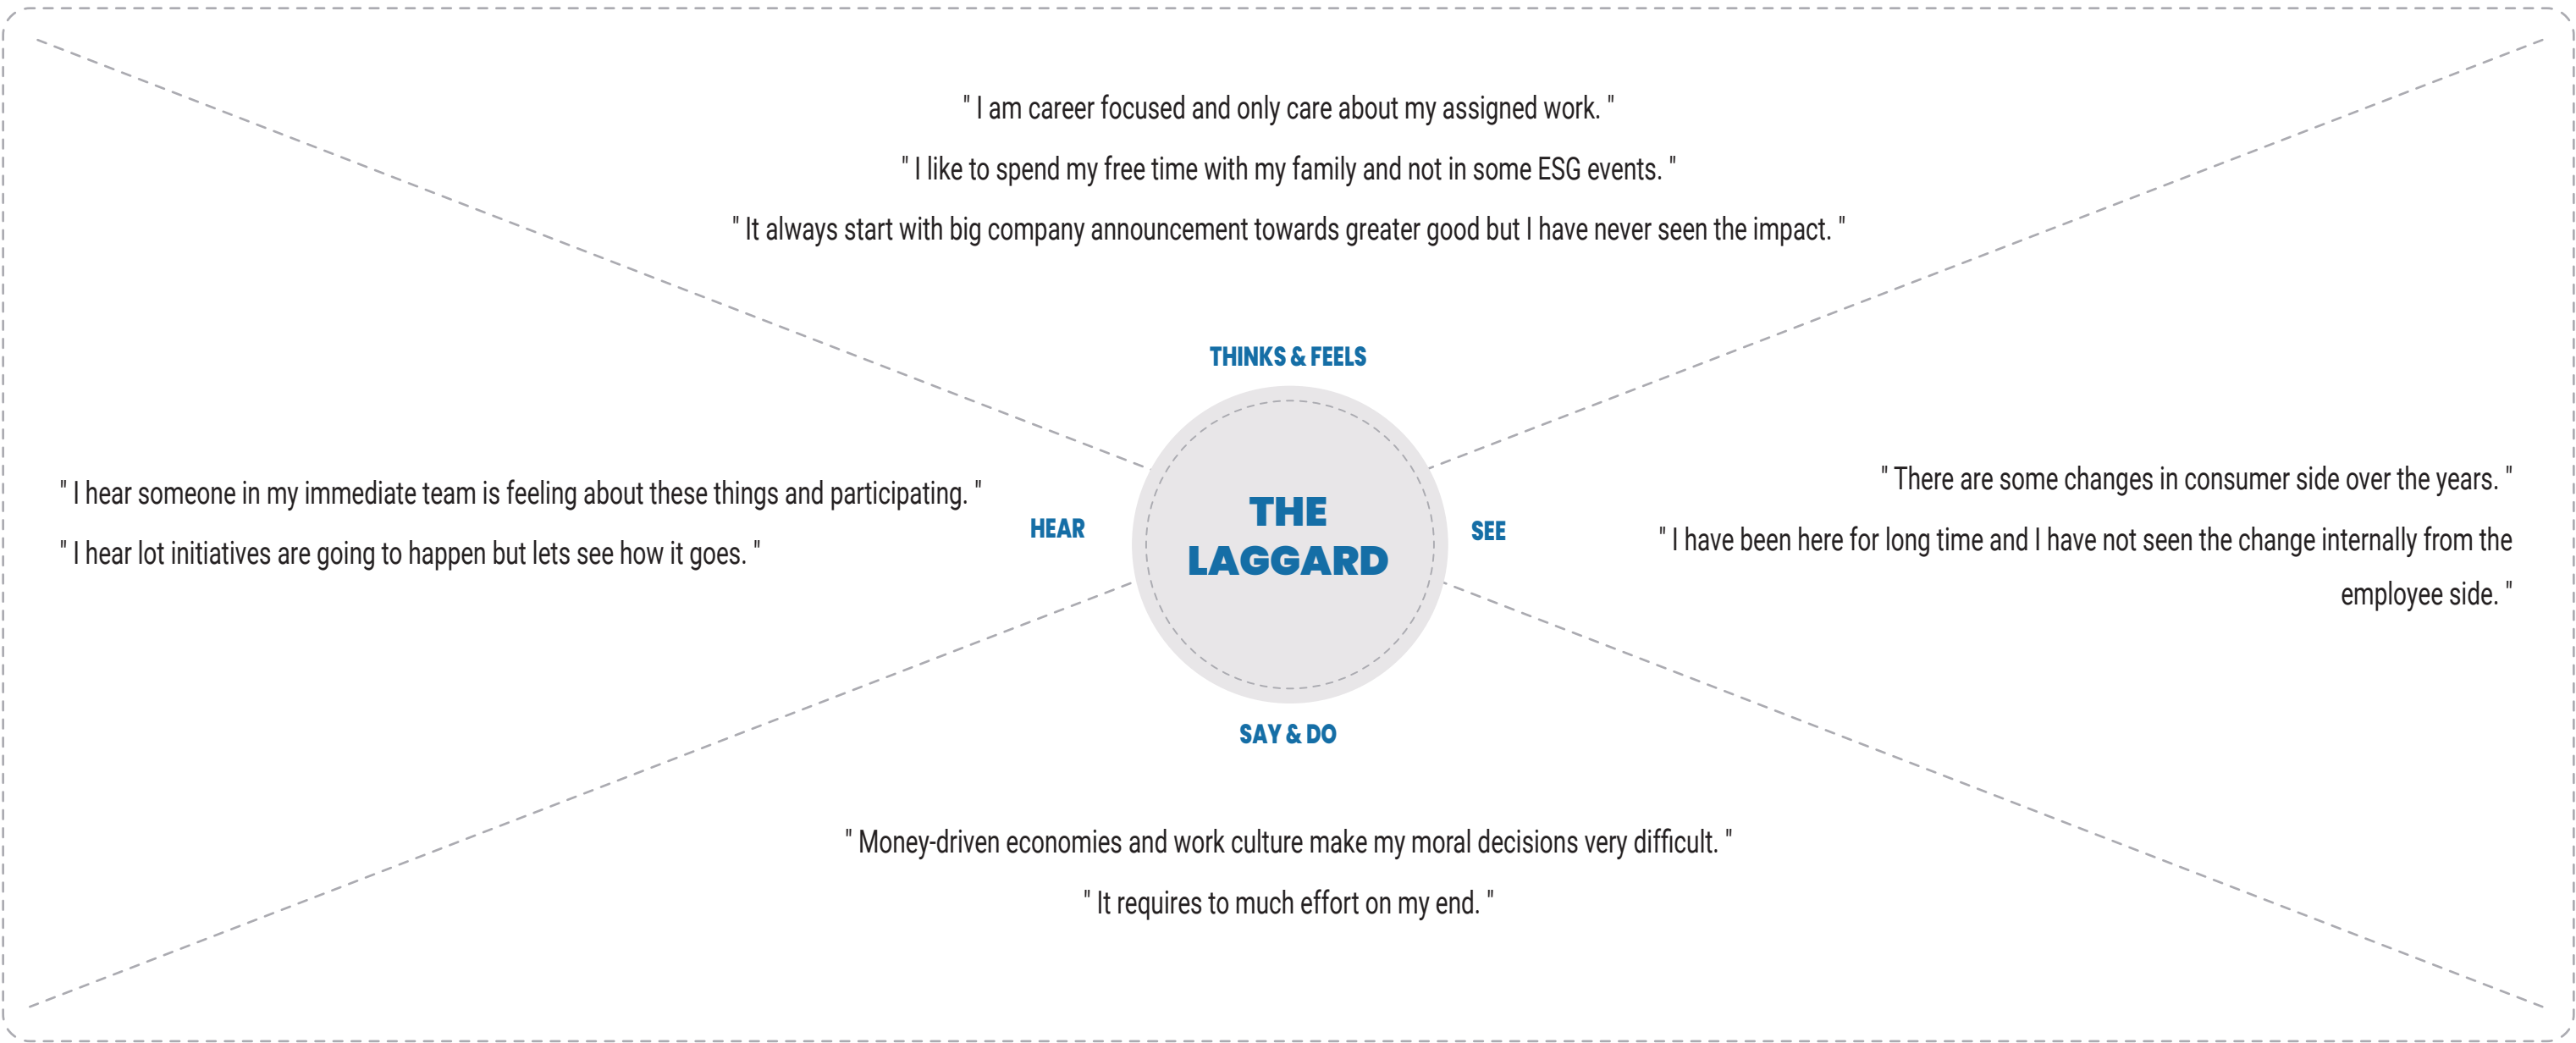 " I am career focused and only care about my assigned work. "
" I like to spend my free time with my family and not in some ESG events. "
" It always start with big company announcement towards greater good but I have never seen the impact. "
THINKS & FEELS
" I hear someone in my immediate team is feeling about these things and participating. "
" I hear lot initiatives are going to happen but lets see how it goes. "
HEAR
THE
LAGGARD
SEE
" There are some changes in consumer side over the years. "
" I have been here for long time and I have not seen the change internally from the
employee side. "
SAY & DO
" Money-driven economies and work culture make my moral decisions very difficult. "
" It requires to much effort on my end. "